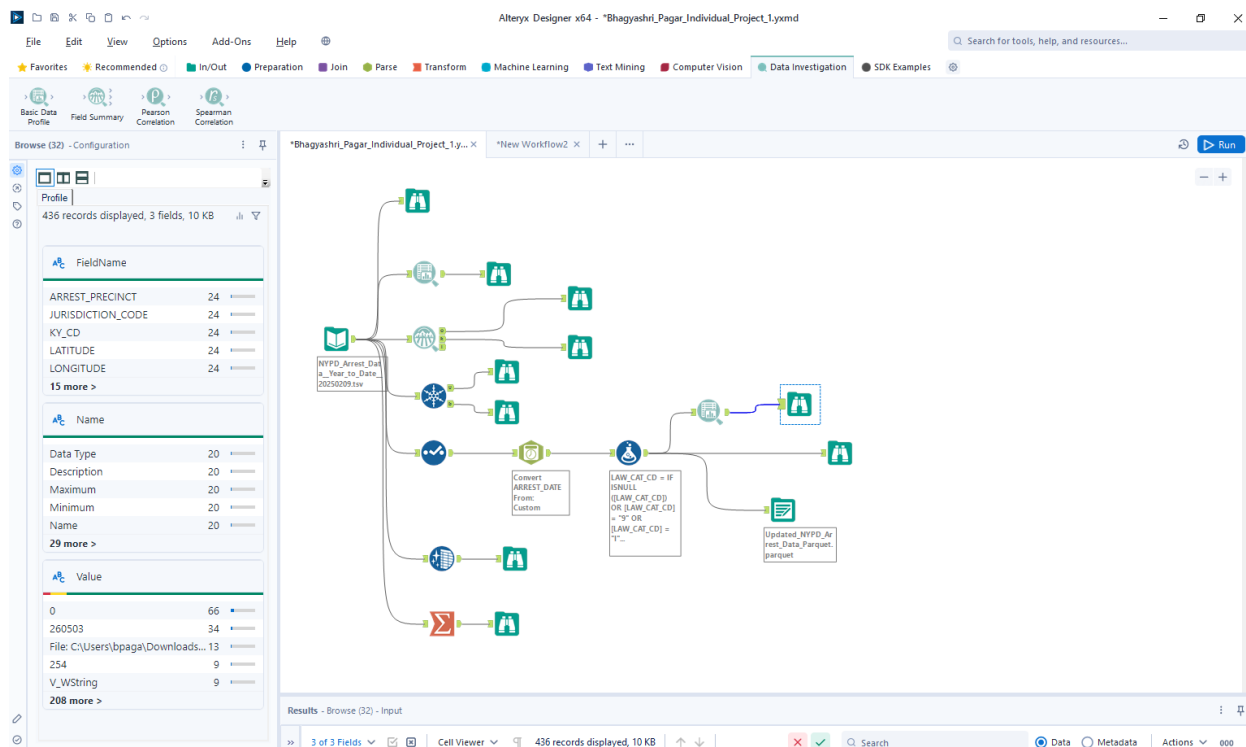 Alteryx Designer x64 - *Bhagyashri_Pagar_Individual_Project_1.yxmd
File Edit View Options Add-Ons Help
Search for tools, help, and resources...
Favorites Recommended In/Out Preparation Join Parse Transform Machine Learning Text Mining Computer Vision Data Investigation SDK Examples
Basic Data Profile
Field Summary
Pearson Correlation
Spearman Correlation
Browse (32) - Configuration
*Bhagyashri_Pagar_Individual_Project_1.y...
*New Workflow2
Run
Profile
436 records displayed, 3 fields, 10 KB
FieldName
ARREST_PRECINCT 24
JURISDICTION_CODE 24
KY_CD 24
LATITUDE 24
LONGITUDE 24
15 more >
Name
Data Type 20
Description 20
Maximum 20
Minimum 20
Name 20
29 more >
Value
0 66
260503 34
File: C:\Users\bpaga\Downloads... 13
254 9
V_WString 9
208 more >
NYPD_Arrest_Dat
a__Year_to_Date_
20250209.tsv
Convert
ARREST_DATE
From:
Custom
LAW_CAT_CD = IF
ISNULL
([LAW_CAT_CD])
OR [LAW_CAT_CD]
= "9" OR
[LAW_CAT_CD] =
"I"...
Updated_NYPD_Ar
rest_Data_Parquet.
parquet
Results - Browse (32) - Input
3 of 3 Fields Cell Viewer 436 records displayed, 10 KB Search Data Metadata Actions 000